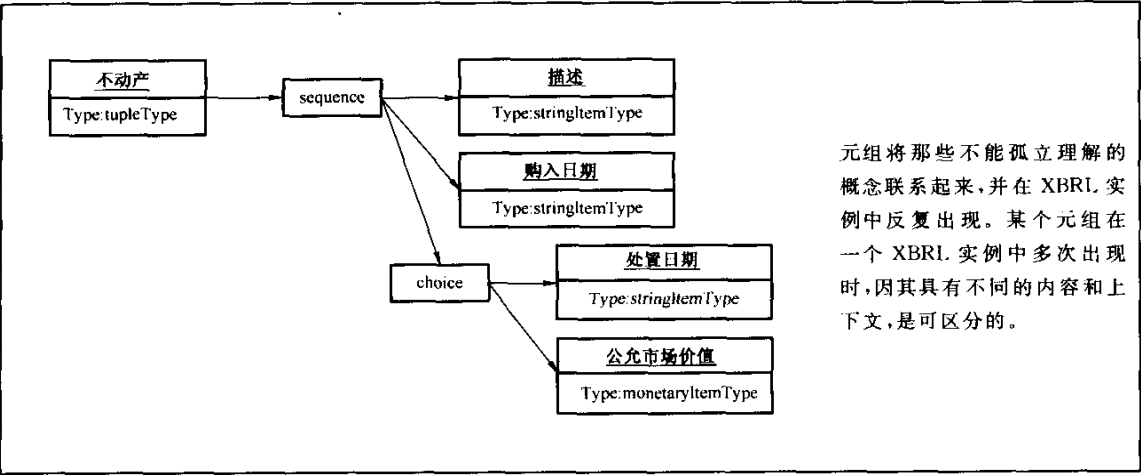 不动产
Type:tupleType
sequence
描述
Type:stringItemType
购入日期
Type:stringItemType
choice
处置日期
Type:stringItemType
公允市场价值
Type:monetaryItemType
元组将那些不能孤立理解的
概念联系起来,并在 XBRL 实
例中反复出现。某个元组在
一个 XBRL 实例中多次出现
时,因其具有不同的内容和上
下文,是可区分的。